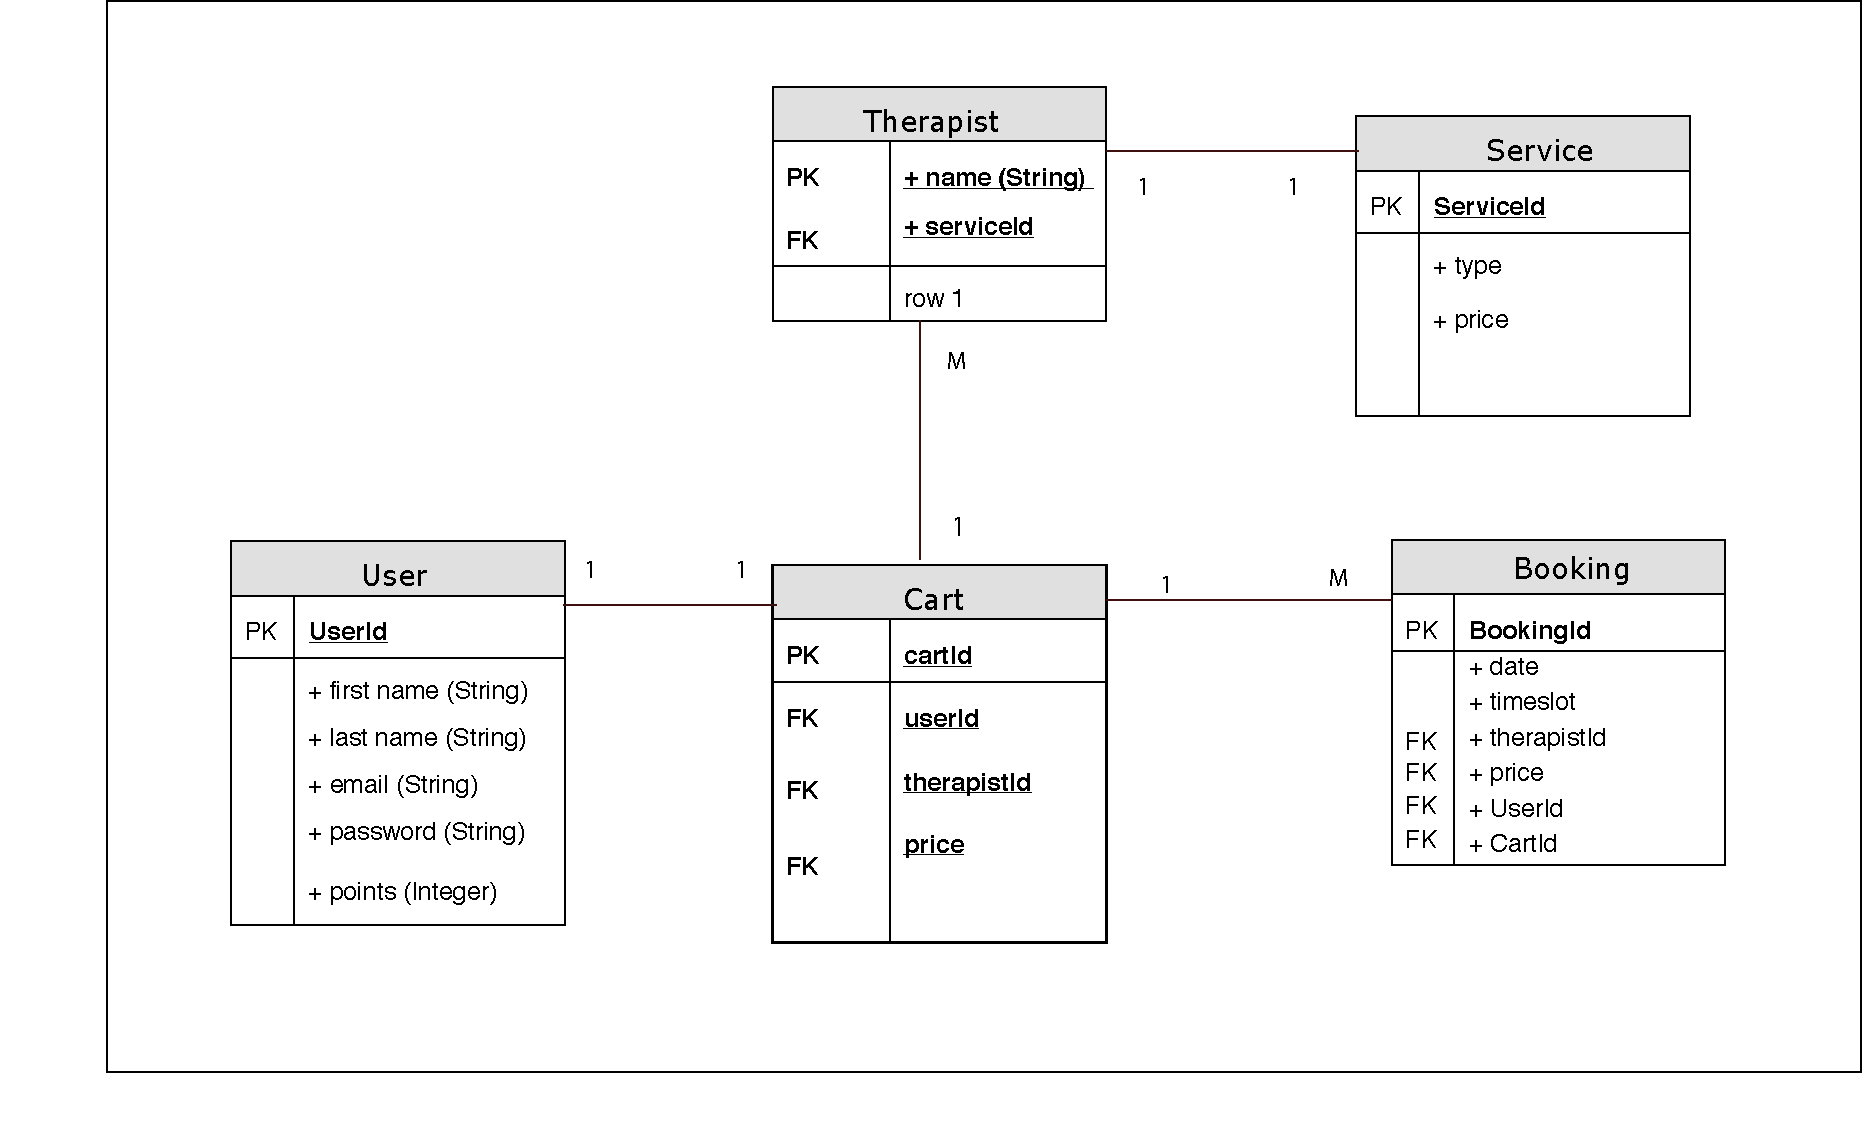 Therapist
PK + name (String)
FK + serviceId
row 1
Service
PK ServiceId
+ type
+ price
1 1
M
1
User
PK UserId
+ first name (String)
+ last name (String)
+ email (String)
+ password (String)
+ points (Integer)
1 1
Cart
PK cartId
FK userId
FK therapistId
FK price
1 M
Booking
PK BookingId
+ date
+ timeslot
FK + therapistId
FK + price
FK + UserId
FK + CartId